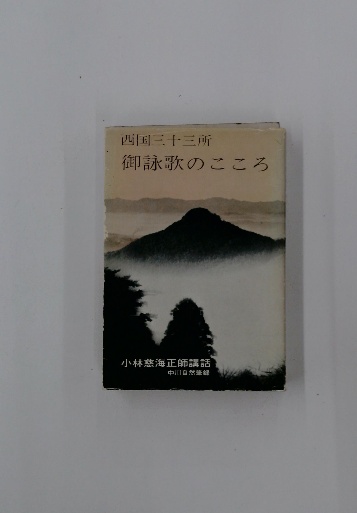 西国三十三所
御詠歌のこころ
小林慈海正師講話